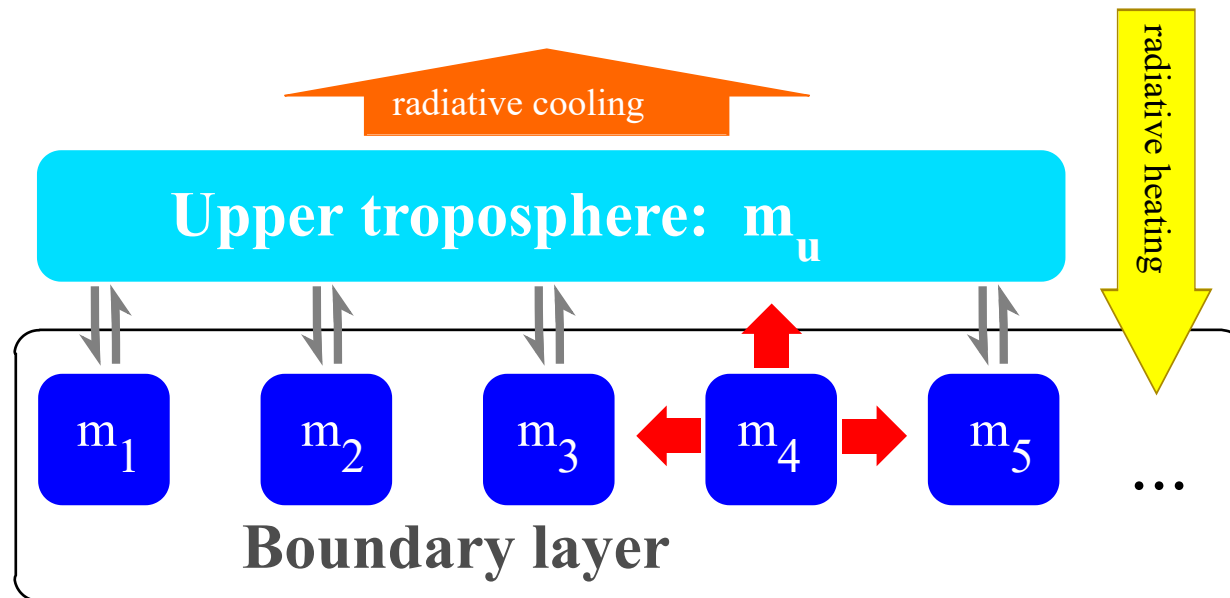 radiative cooling
radiative heating
Upper troposphere: m_u
m_1
m_2
m_3
m_4
m_5
...
Boundary layer